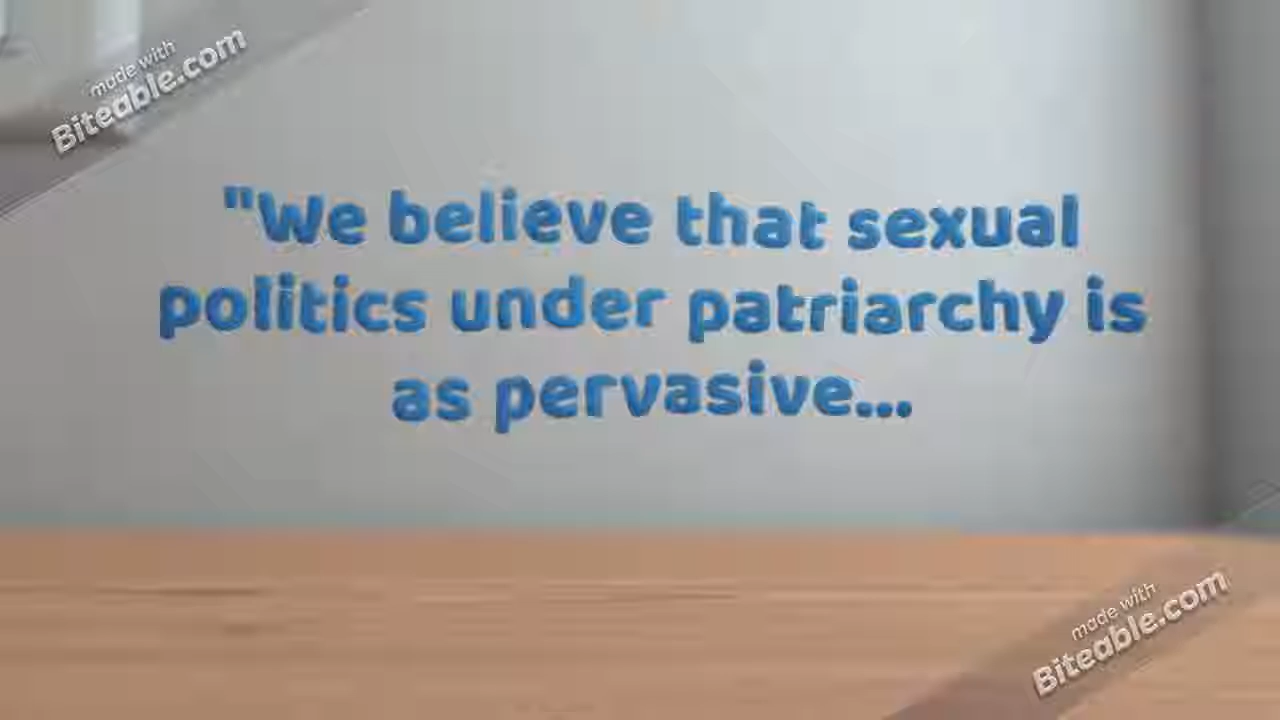 made with
Biteable.com
"We believe that sexual
politics under patriarchy is
as pervasive...
made with
Biteable.com